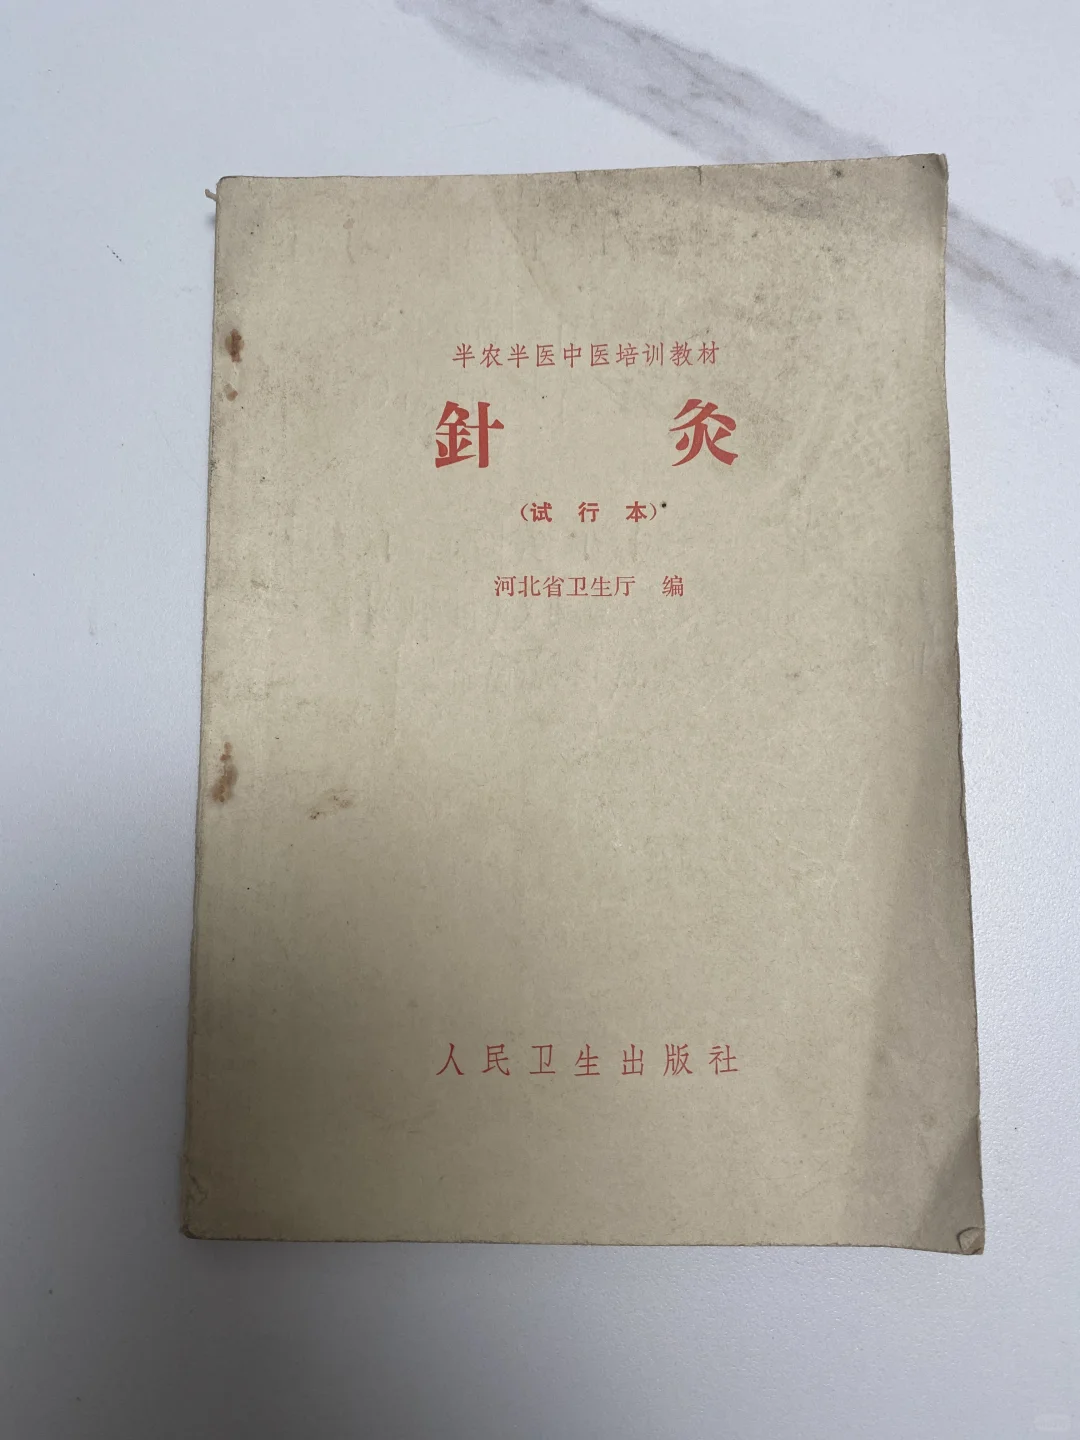 半农半医中医培训教材
針 灸
(试 行 本)
河北省卫生厅 编
人民卫生出版社